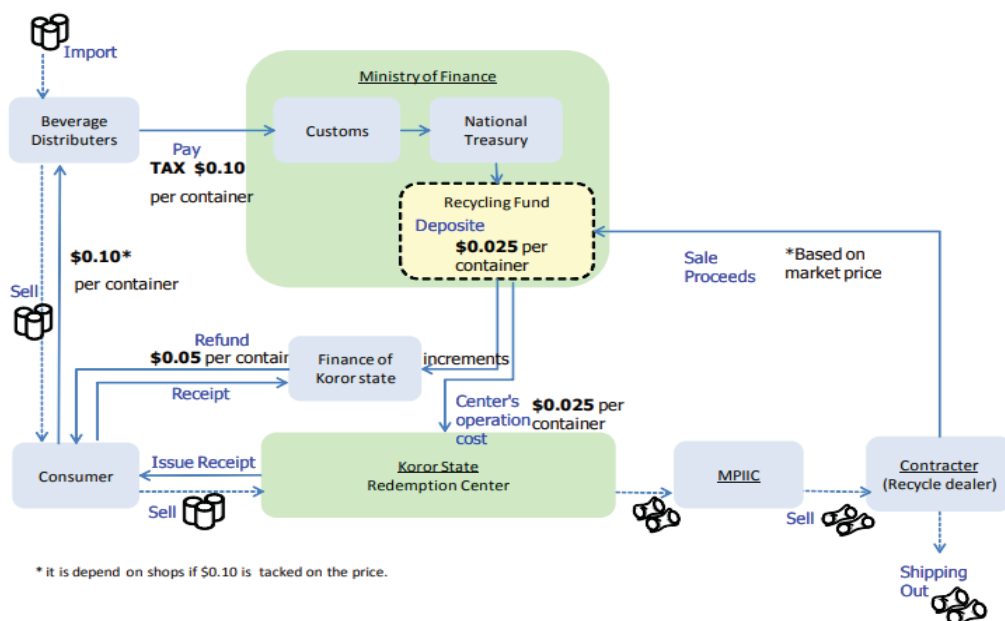 Import
Ministry of Finance
Beverage
Distributers
Customs
National
Treasury
Pay
TAX $0.10
per container
Recycling Fund
Deposite
$0.025 per
container
$0.10*
per container
Sale
Proceeds
*Based on
market price
Sell
Refund
$0.05 per contain
Receipt
Finance of
Koror state
increments
Center's
operation
cost
$0.025 per
container
Consumer
Issue Receipt
Sell
Koror State
Redemption Center
MPIIC
Sell
Contracter
(Recycle dealer)
Shipping
Out
* it is depend on shops if $0.10 is tacked on the price.